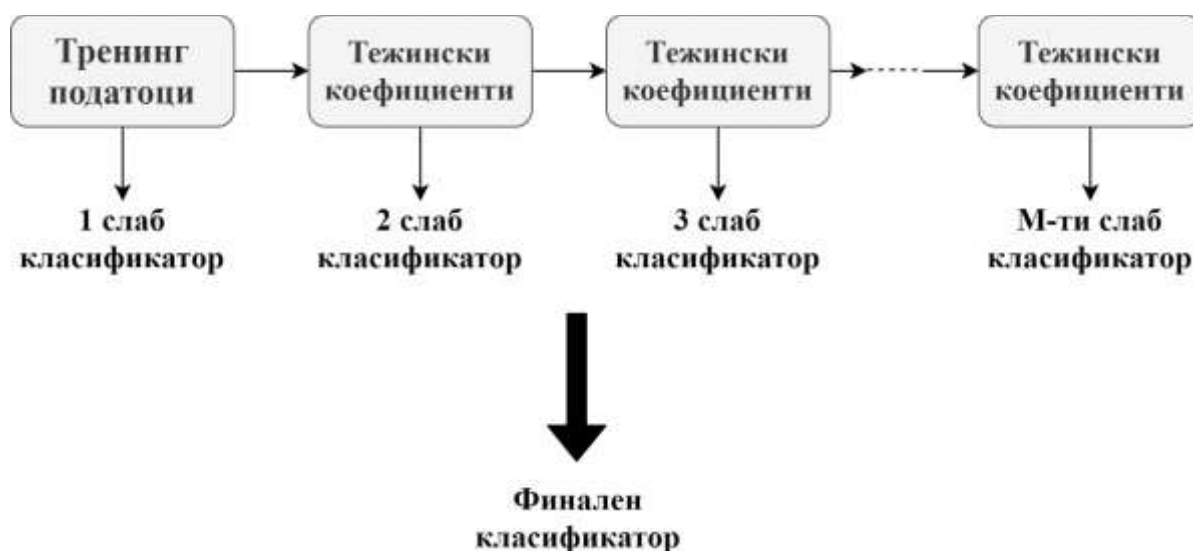 Тренинг
податоци
Тежински
коефициенти
Тежински
коефициенти
Тежински
коефициенти
1 слаб
класификатор
2 слаб
класификатор
3 слаб
класификатор
М-ти слаб
класификатор
Финален
класификатор